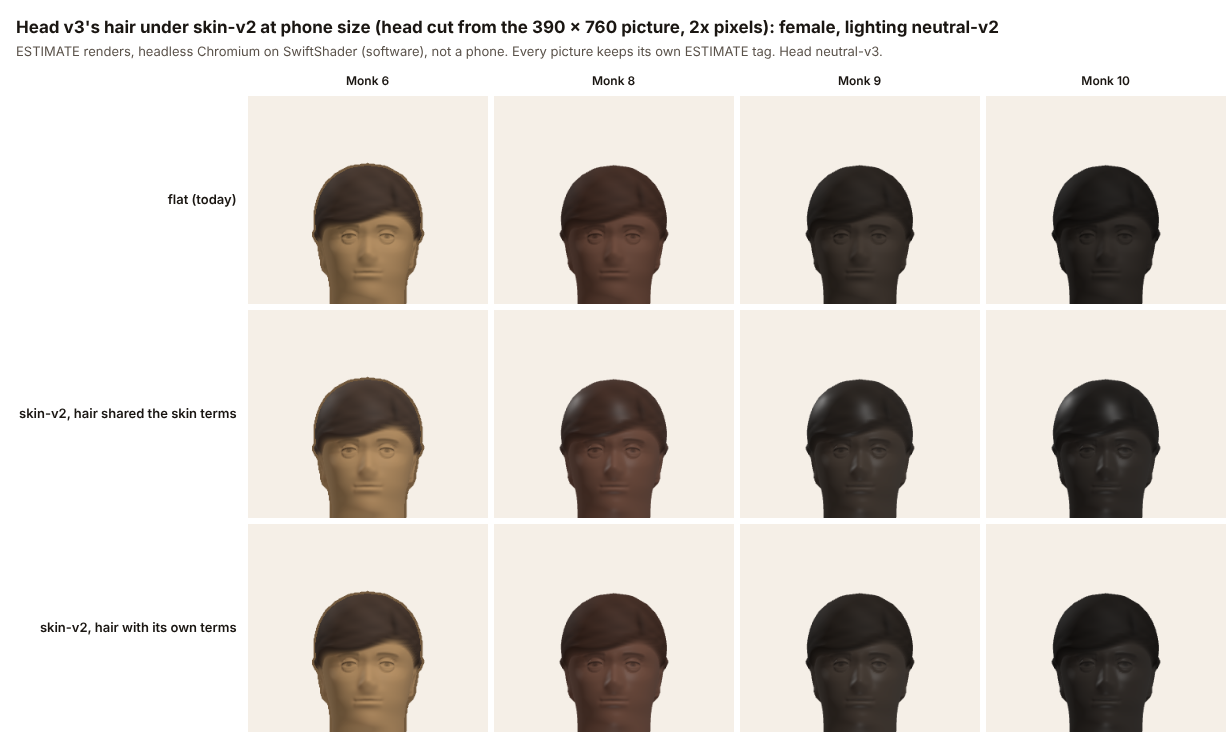 Head v3's hair under skin-v2 at phone size (head cut from the 390 × 760 picture, 2x pixels): female, lighting neutral-v2
ESTIMATE renders, headless Chromium on SwiftShader (software), not a phone. Every picture keeps its own ESTIMATE tag. Head neutral-v3.
Monk 6 Monk 8 Monk 9 Monk 10
flat (today)
skin-v2, hair shared the skin terms
skin-v2, hair with its own terms